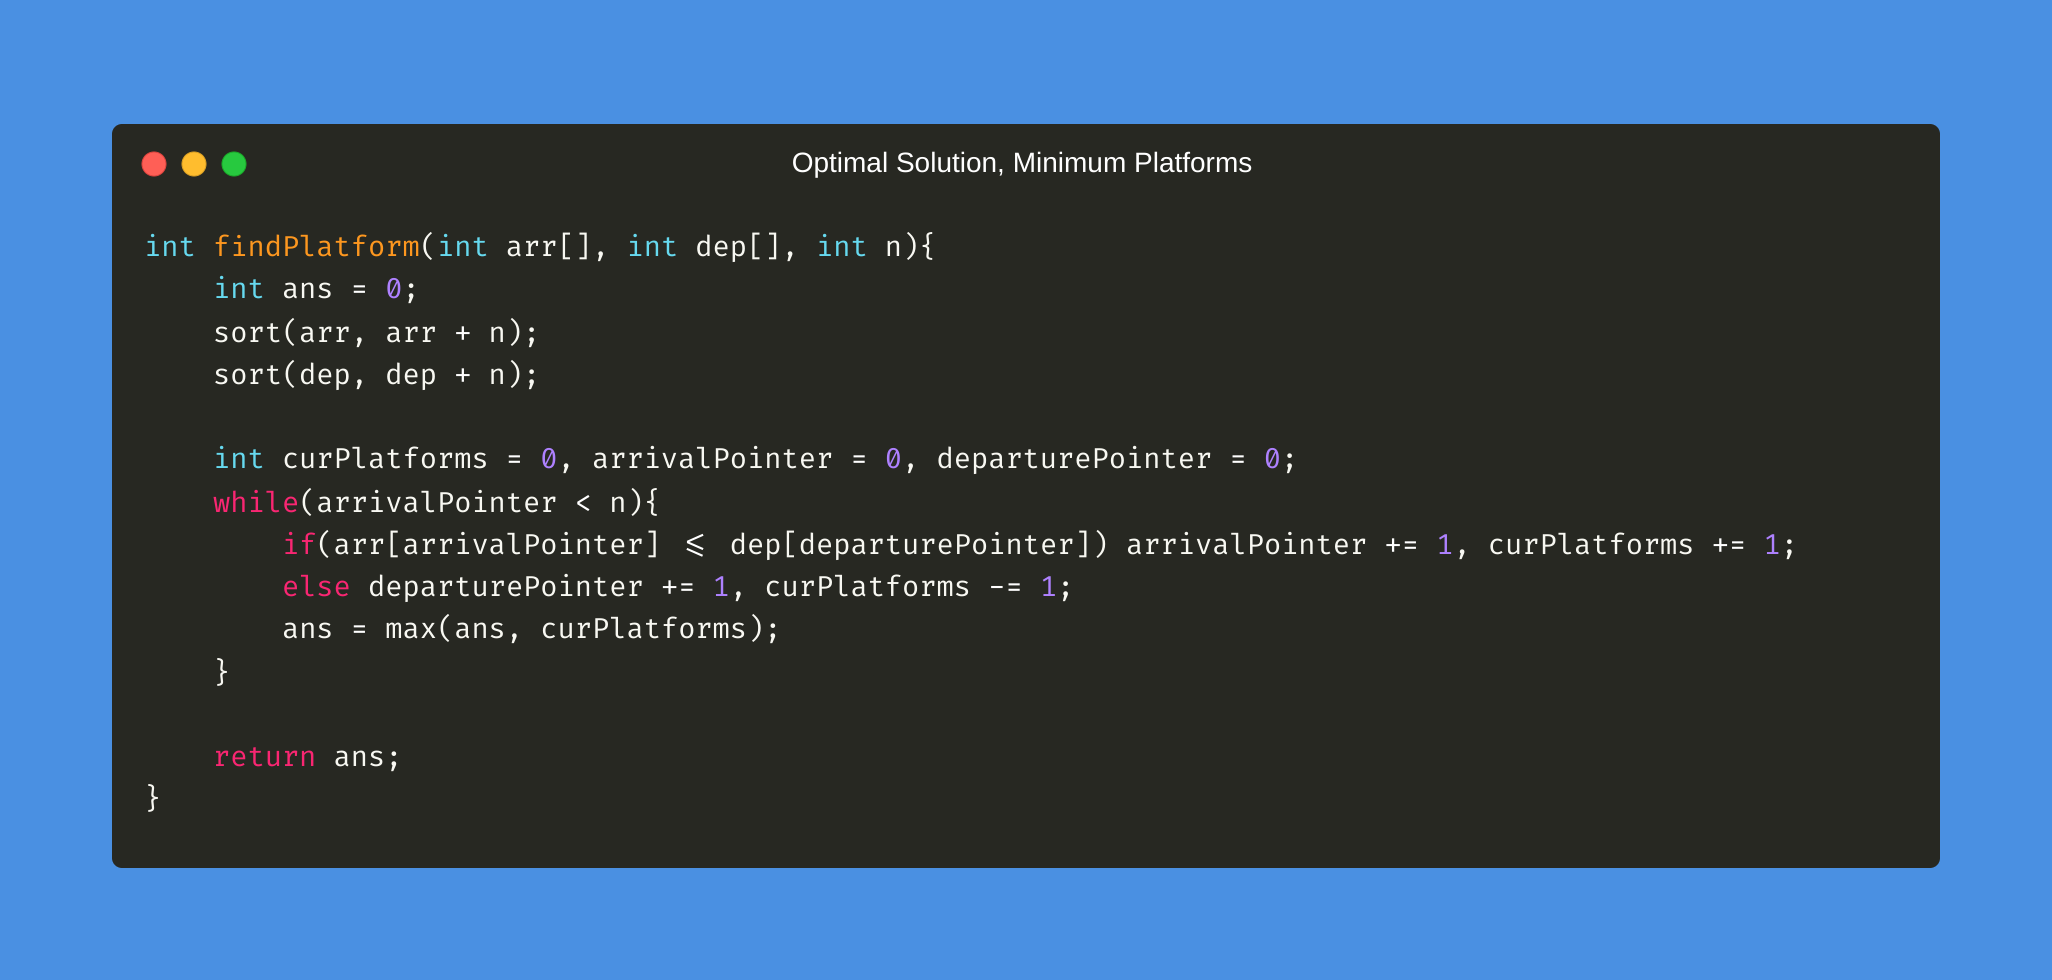 Optimal Solution, Minimum Platforms
int findPlatform(int arr[], int dep[], int n){
    int ans = 0;
    sort(arr, arr + n);
    sort(dep, dep + n);

    int curPlatforms = 0, arrivalPointer = 0, departurePointer = 0;
    while(arrivalPointer < n){
        if(arr[arrivalPointer] <= dep[departurePointer]) arrivalPointer += 1, curPlatforms += 1;
        else departurePointer += 1, curPlatforms -= 1;
        ans = max(ans, curPlatforms);
    }

    return ans;
}